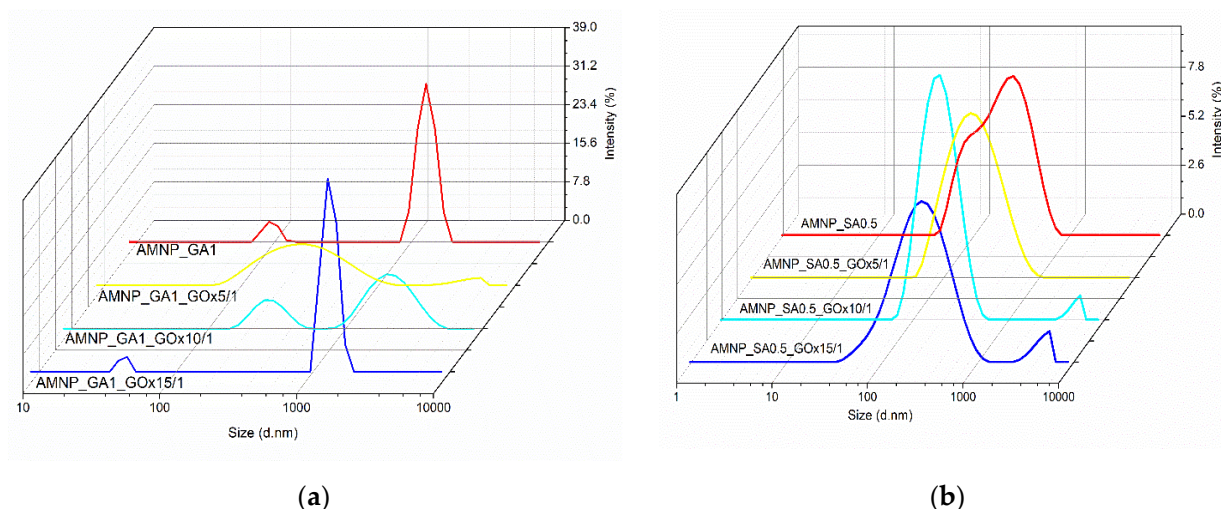 39.0
31.2
23.4
15.6
7.8
0.0
Intensity (%)
AMNP_GA1
AMNP_GA1_GOx5/1
AMNP_GA1_GOx10/1
AMNP_GA1_GOx15/1
10
100
1000
10000
Size (d.nm)
(a)
7.8
5.2
2.6
0.0
Intensity (%)
AMNP_SA0.5
AMNP_SA0.5_GOx5/1
AMNP_SA0.5_GOx10/1
AMNP_SA0.5_GOx15/1
1
10
100
1000
10000
Size (d.nm)
(b)